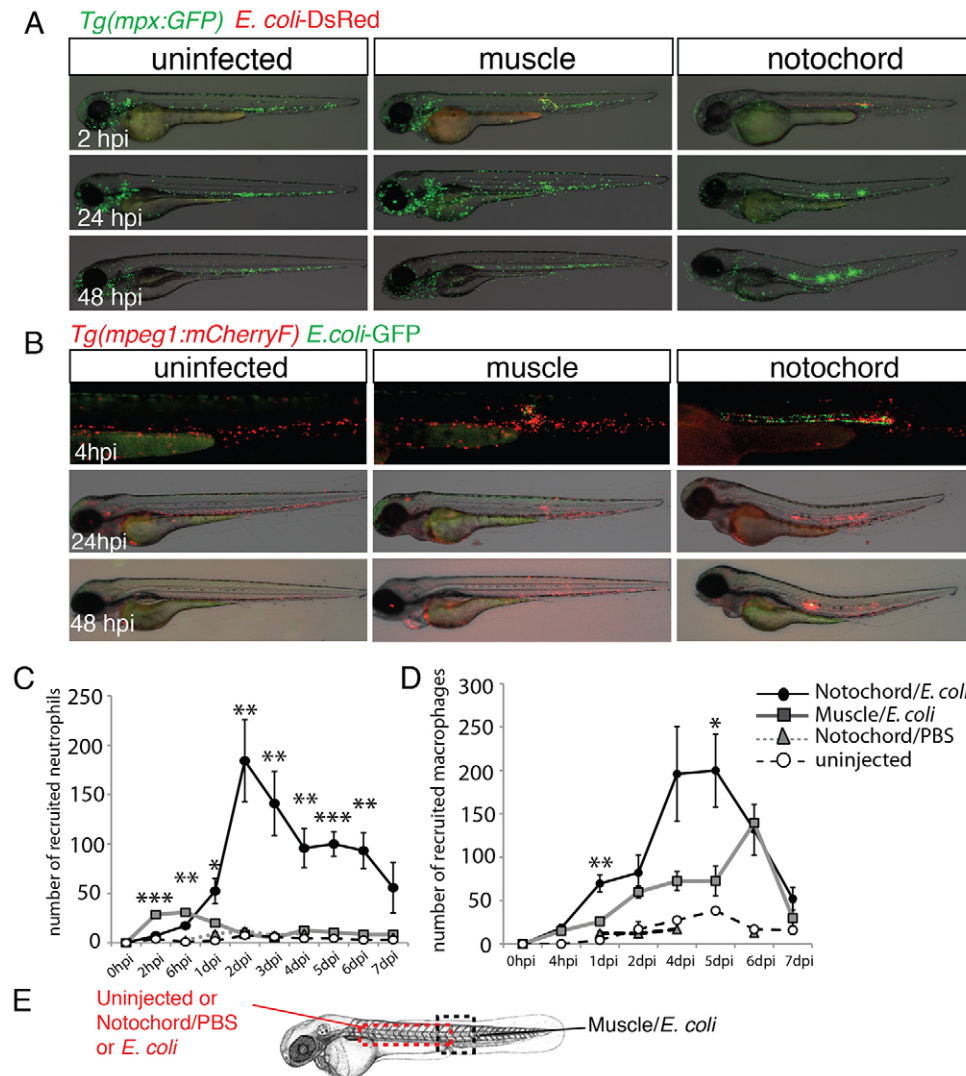 A
Tg(mpx:GFP) E. coli-DsRed
uninfected
muscle
notochord
2 hpi
24 hpi
48 hpi
B
Tg(mpeg1:mCherryF) E.coli-GFP
uninfected
muscle
notochord
4hpi
24hpi
48 hpi
C
number of recruited neutrophils
250
200
150
100
50
0
***
**
*
**
**
**
***
**
0hpi
2hpi
6hpi
1dpi
2dpi
3dpi
4dpi
5dpi
6dpi
7dpi
D
number of recruited macrophages
300
250
200
150
100
50
0
**
*
0hpi
4hpi
1dpi
2dpi
4dpi
5dpi
6dpi
7dpi
Notochord/E. coli
Muscle/E. coli
Notochord/PBS
uninjected
E
Uninjected or
Notochord/PBS
or E. coli
Muscle/E. coli